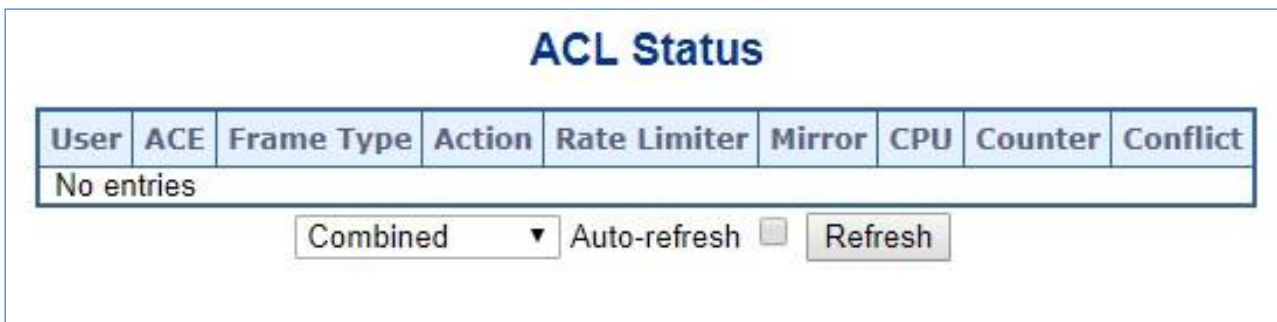 ACL Status
User ACE Frame Type Action Rate Limiter Mirror CPU Counter Conflict
No entries
Combined Auto-refresh Refresh